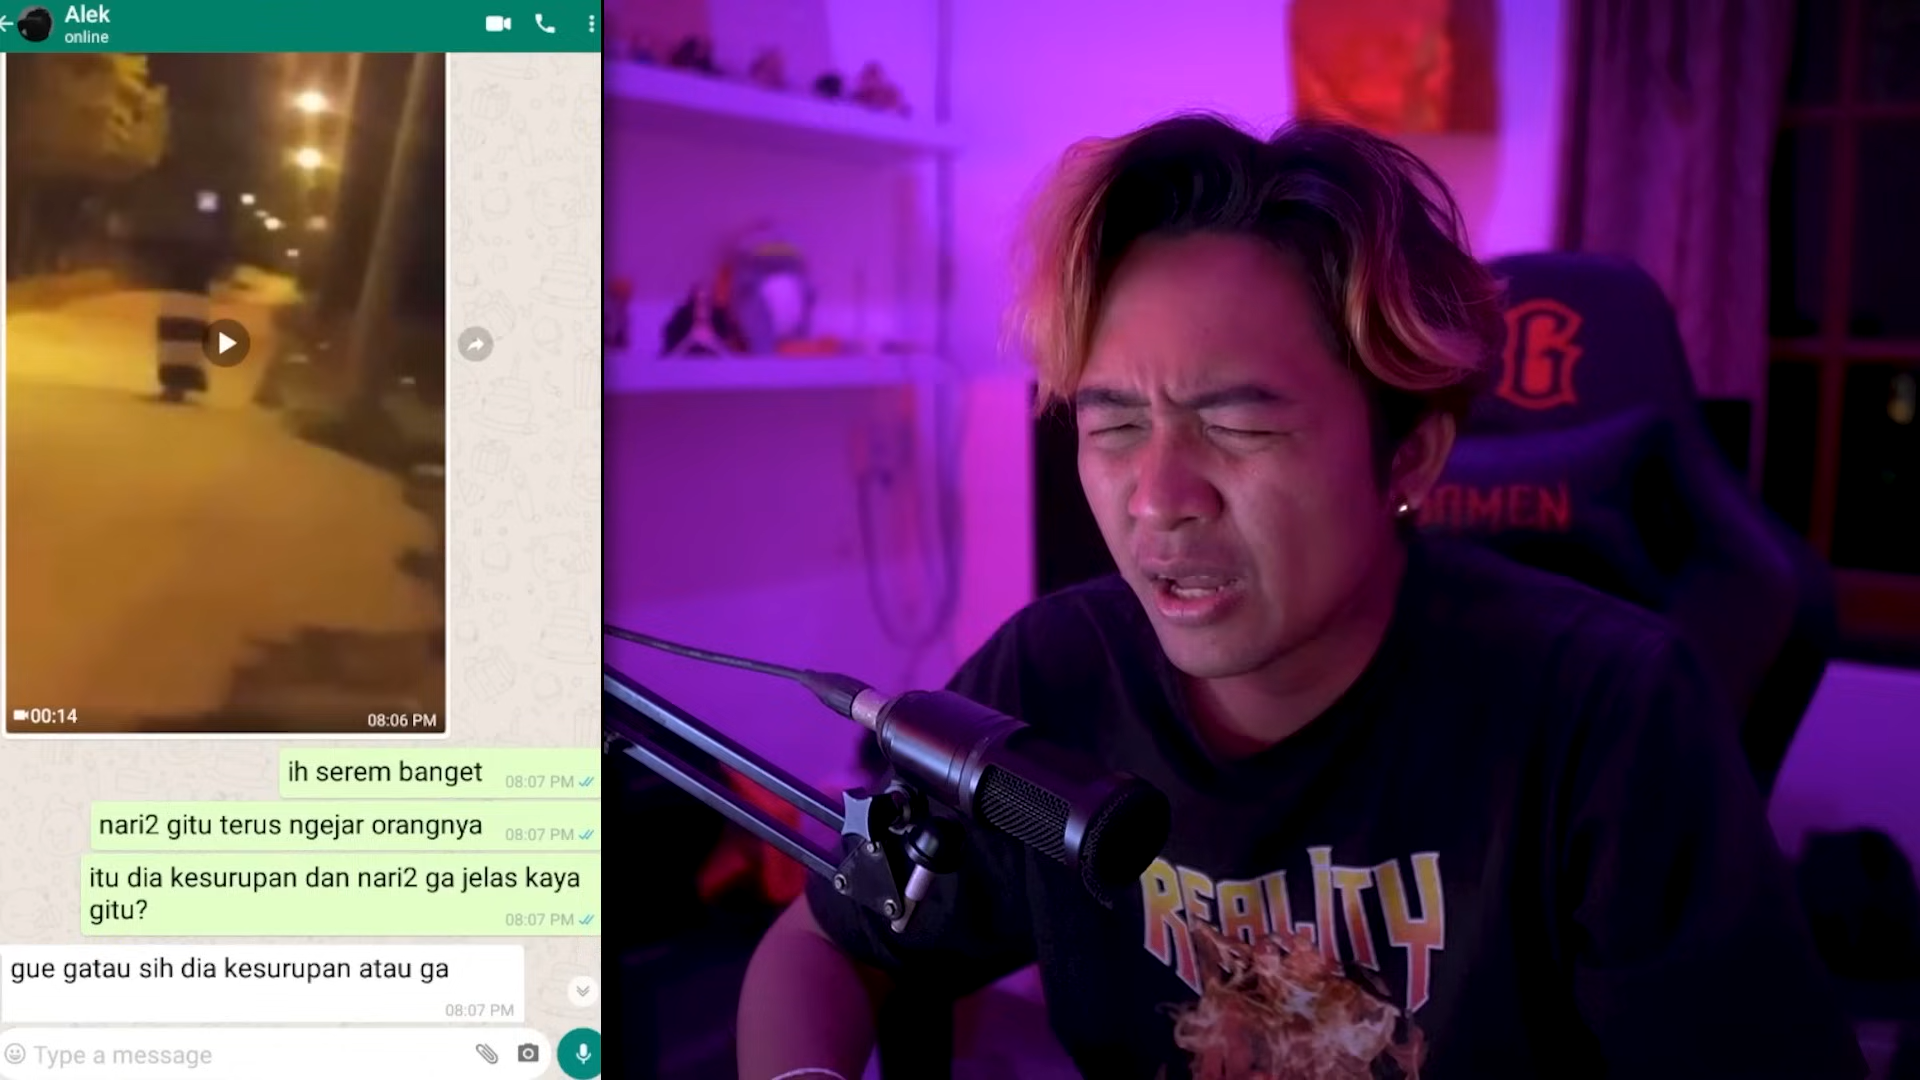 Alek
online
00:14
08:06 PM
ih serem banget
08:07 PM
nari2 gitu terus ngejar orangnya
08:07 PM
itu dia kesurupan dan nari2 ga jelas kaya
gitu?
08:07 PM
gue gatau sih dia kesurupan atau ga
08:07 PM
Type a message
G
GAMEN
REALITY